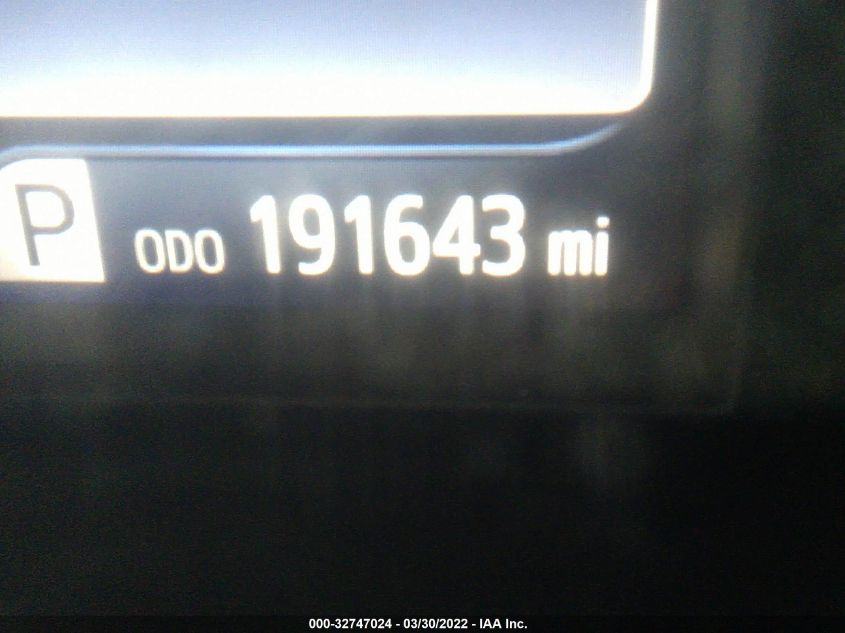 P ODO 191643 mi
000-32747024 - 03/30/2022 - IAA Inc.